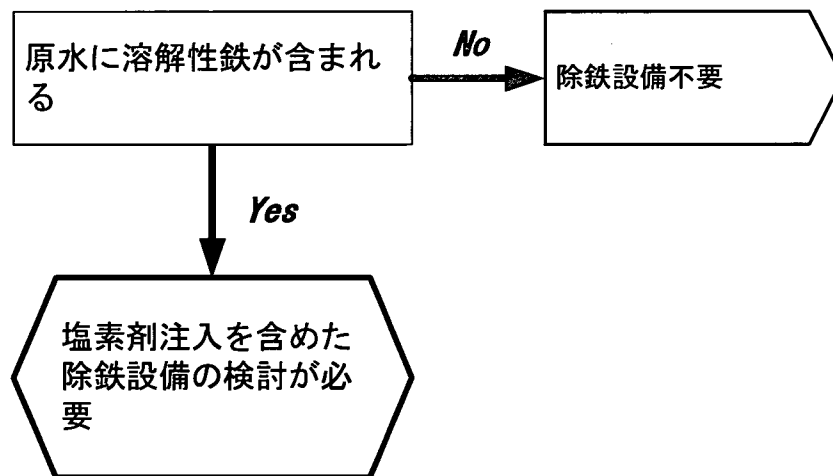 原水に溶解性鉄が含まれ
る
No
除鉄設備不要
Yes
塩素剤注入を含めた
除鉄設備の検討が必
要